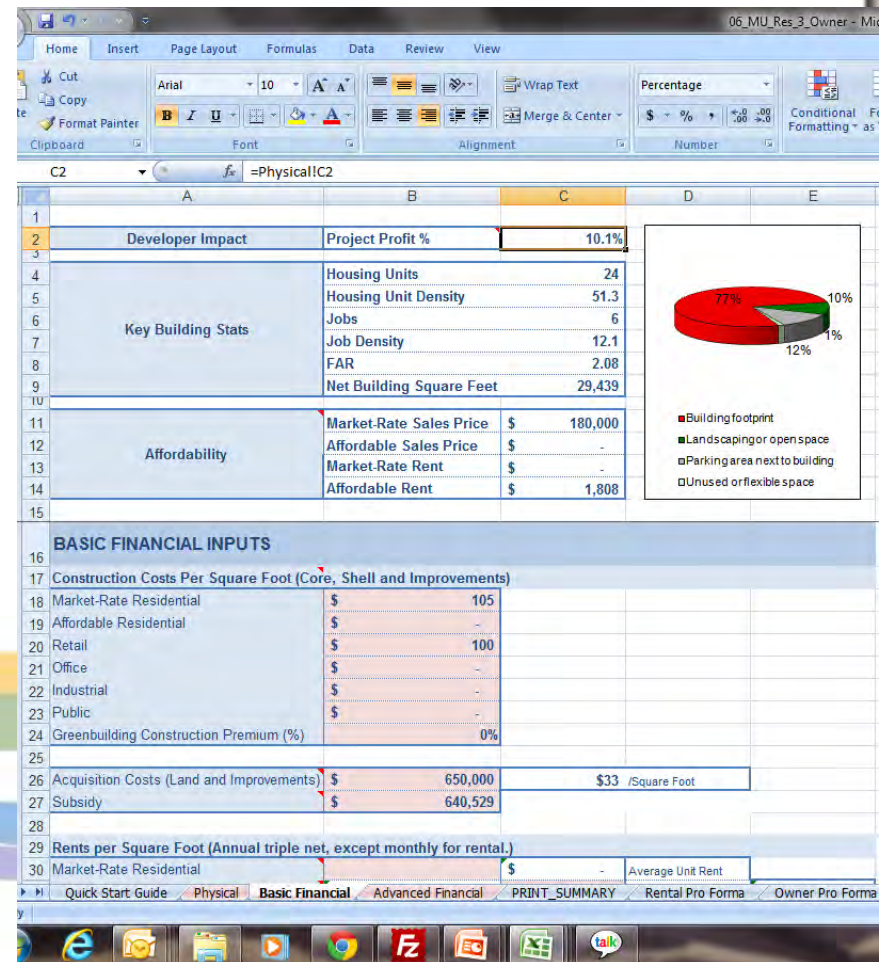 06_MU_Res_3_Owner - Mic
Home Insert Page Layout Formulas Data Review View
Cut
Copy
Format Painter
Clipboard
Arial 10 A A
B I U A
Font
Wrap Text
Merge & Center
Alignment
Percentage
$ % , .0 .00 .00 .0
Number
Conditional Fo
Formatting as
C2 fx =Physical!C2
A B C D E
1
2 Developer Impact Project Profit % 10.1%
3
4 Housing Units 24
5 Housing Unit Density 51.3
6 Jobs 6
Key Building Stats
7 Job Density 12.1
8 FAR 2.08
9 Net Building Square Feet 29,439
10
11 Market-Rate Sales Price $ 180,000
12 Affordable Sales Price $ -
Affordability
13 Market-Rate Rent $ -
14 Affordable Rent $ 1,808
15
77% 10%
1%
12%
Building footprint
Landscaping or open space
Parking area next to building
Unused or flexible space
16 BASIC FINANCIAL INPUTS
17 Construction Costs Per Square Foot (Core, Shell and Improvements)
18 Market-Rate Residential $ 105
19 Affordable Residential $ -
20 Retail $ 100
21 Office $ -
22 Industrial $ -
23 Public $ -
24 Greenbuilding Construction Premium (%) 0%
25
26 Acquisition Costs (Land and Improvements) $ 650,000 $33 /Square Foot
27 Subsidy $ 640,529
28
29 Rents per Square Foot (Annual triple net, except monthly for rental.)
30 Market-Rate Residential $ - Average Unit Rent
Quick Start Guide Physical Basic Financial Advanced Financial PRINT_SUMMARY Rental Pro Forma Owner Pro Forma
talk